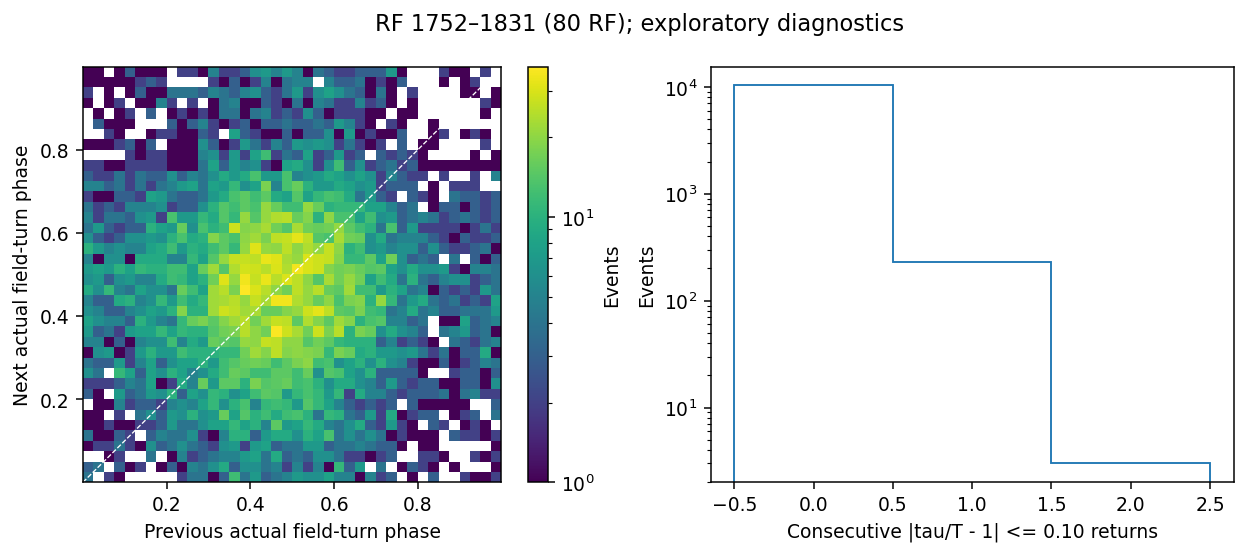 RF 1752–1831 (80 RF); exploratory diagnostics
Next actual field-turn phase
0.8
0.6
0.4
0.2
0.2 0.4 0.6 0.8
Previous actual field-turn phase
10¹
10⁰
Events
Events
10⁴
10³
10²
10¹
−0.5 0.0 0.5 1.0 1.5 2.0 2.5
Consecutive |tau/T - 1| <= 0.10 returns